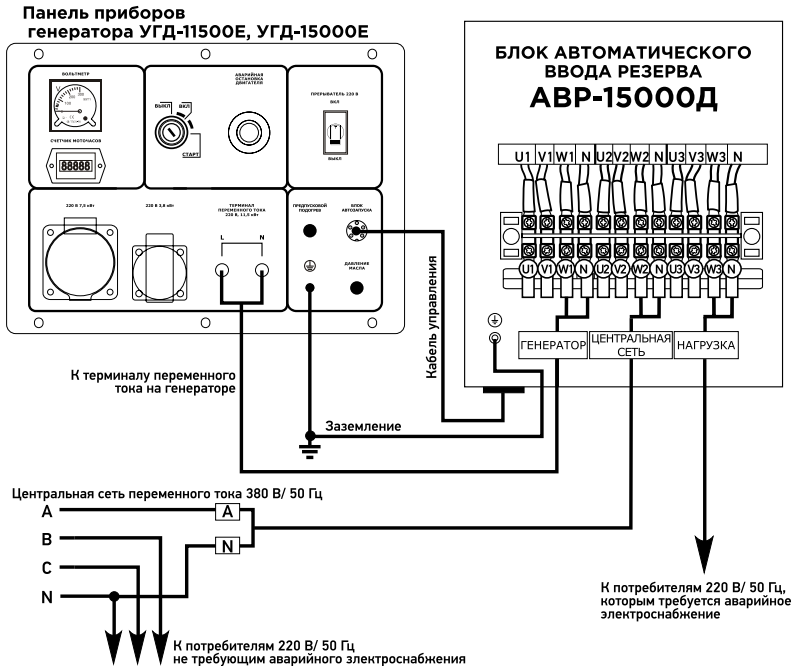 Панель приборов
генератора УГД-11500Е, УГД-15000Е
ВОЛЬТМЕТР
СЧЕТЧИК МОТОЧАСОВ
88888
ВЫКЛ
ВКЛ
СТАРТ
АВАРИЙНАЯ
ОСТАНОВКА
ДВИГАТЕЛЯ
ПРЕРЫВАТЕЛЬ 220 В
ВКЛ
ВЫКЛ
220 В 7,5 кВт
220 В 3,8 кВт
ТЕРМИНАЛ
ПЕРЕМЕННОГО ТОКА
220 В, 11,5 кВт
L N
ПРЕДПУСКОВОЙ
ПОДОГРЕВ
БЛОК
АВТОЗАПУСКА
ДАВЛЕНИЕ
МАСЛА
БЛОК АВТОМАТИЧЕСКОГО
ВВОДА РЕЗЕРВА
АВР-15000Д
U1 V1 W1 N U2 V2 W2 N U3 V3 W3 N
U1 V1 W1 N U2 V2 W2 N U3 V3 W3 N
ГЕНЕРАТОР
ЦЕНТРАЛЬНАЯ
СЕТЬ
НАГРУЗКА
Кабель управления
К терминалу переменного
тока на генераторе
Заземление
Центральная сеть переменного тока 380 В/ 50 Гц
A A
B
C
N N
К потребителям 220 В/ 50 Гц,
которым требуется аварийное
электроснабжение
К потребителям 220 В/ 50 Гц
не требующим аварийного злектроснабжения